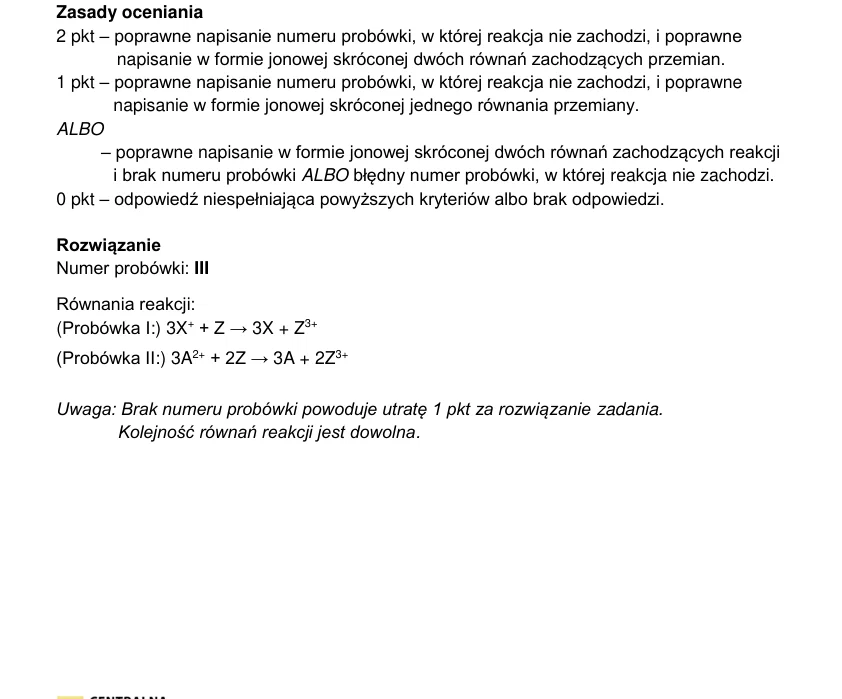 Zasady oceniania
2 pkt – poprawne napisanie numeru probówki, w której reakcja nie zachodzi, i poprawne
napisanie w formie jonowej skróconej dwóch równań zachodzących przemian.
1 pkt – poprawne napisanie numeru probówki, w której reakcja nie zachodzi, i poprawne
napisanie w formie jonowej skróconej jednego równania przemiany.
ALBO
– poprawne napisanie w formie jonowej skróconej dwóch równań zachodzących reakcji
i brak numeru probówki ALBO błędny numer probówki, w której reakcja nie zachodzi.
0 pkt – odpowiedź niespełniająca powyższych kryteriów albo brak odpowiedzi.
Rozwiązanie
Numer probówki: III
Równania reakcji:
(Probówka I:) 3X⁺ + Z → 3X + Z³⁺
(Probówka II:) 3A²⁺ + 2Z → 3A + 2Z³⁺
Uwaga: Brak numeru probówki powoduje utratę 1 pkt za rozwiązanie zadania.
Kolejność równań reakcji jest dowolna.
CENTRALNA